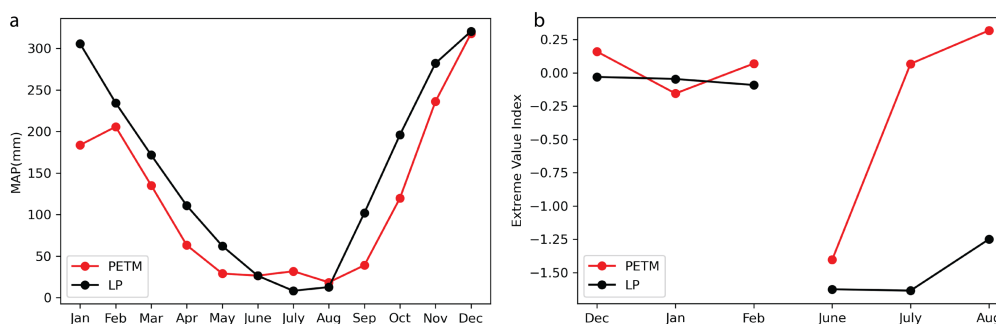 a
MAP(mm)
300
250
200
150
100
50
0
PETM
LP
Jan Feb Mar Apr May June July Aug Sep Oct Nov Dec
b
Extreme Value Index
0.25
0.00
−0.25
−0.50
−0.75
−1.00
−1.25
−1.50
PETM
LP
Dec Jan Feb June July Aug